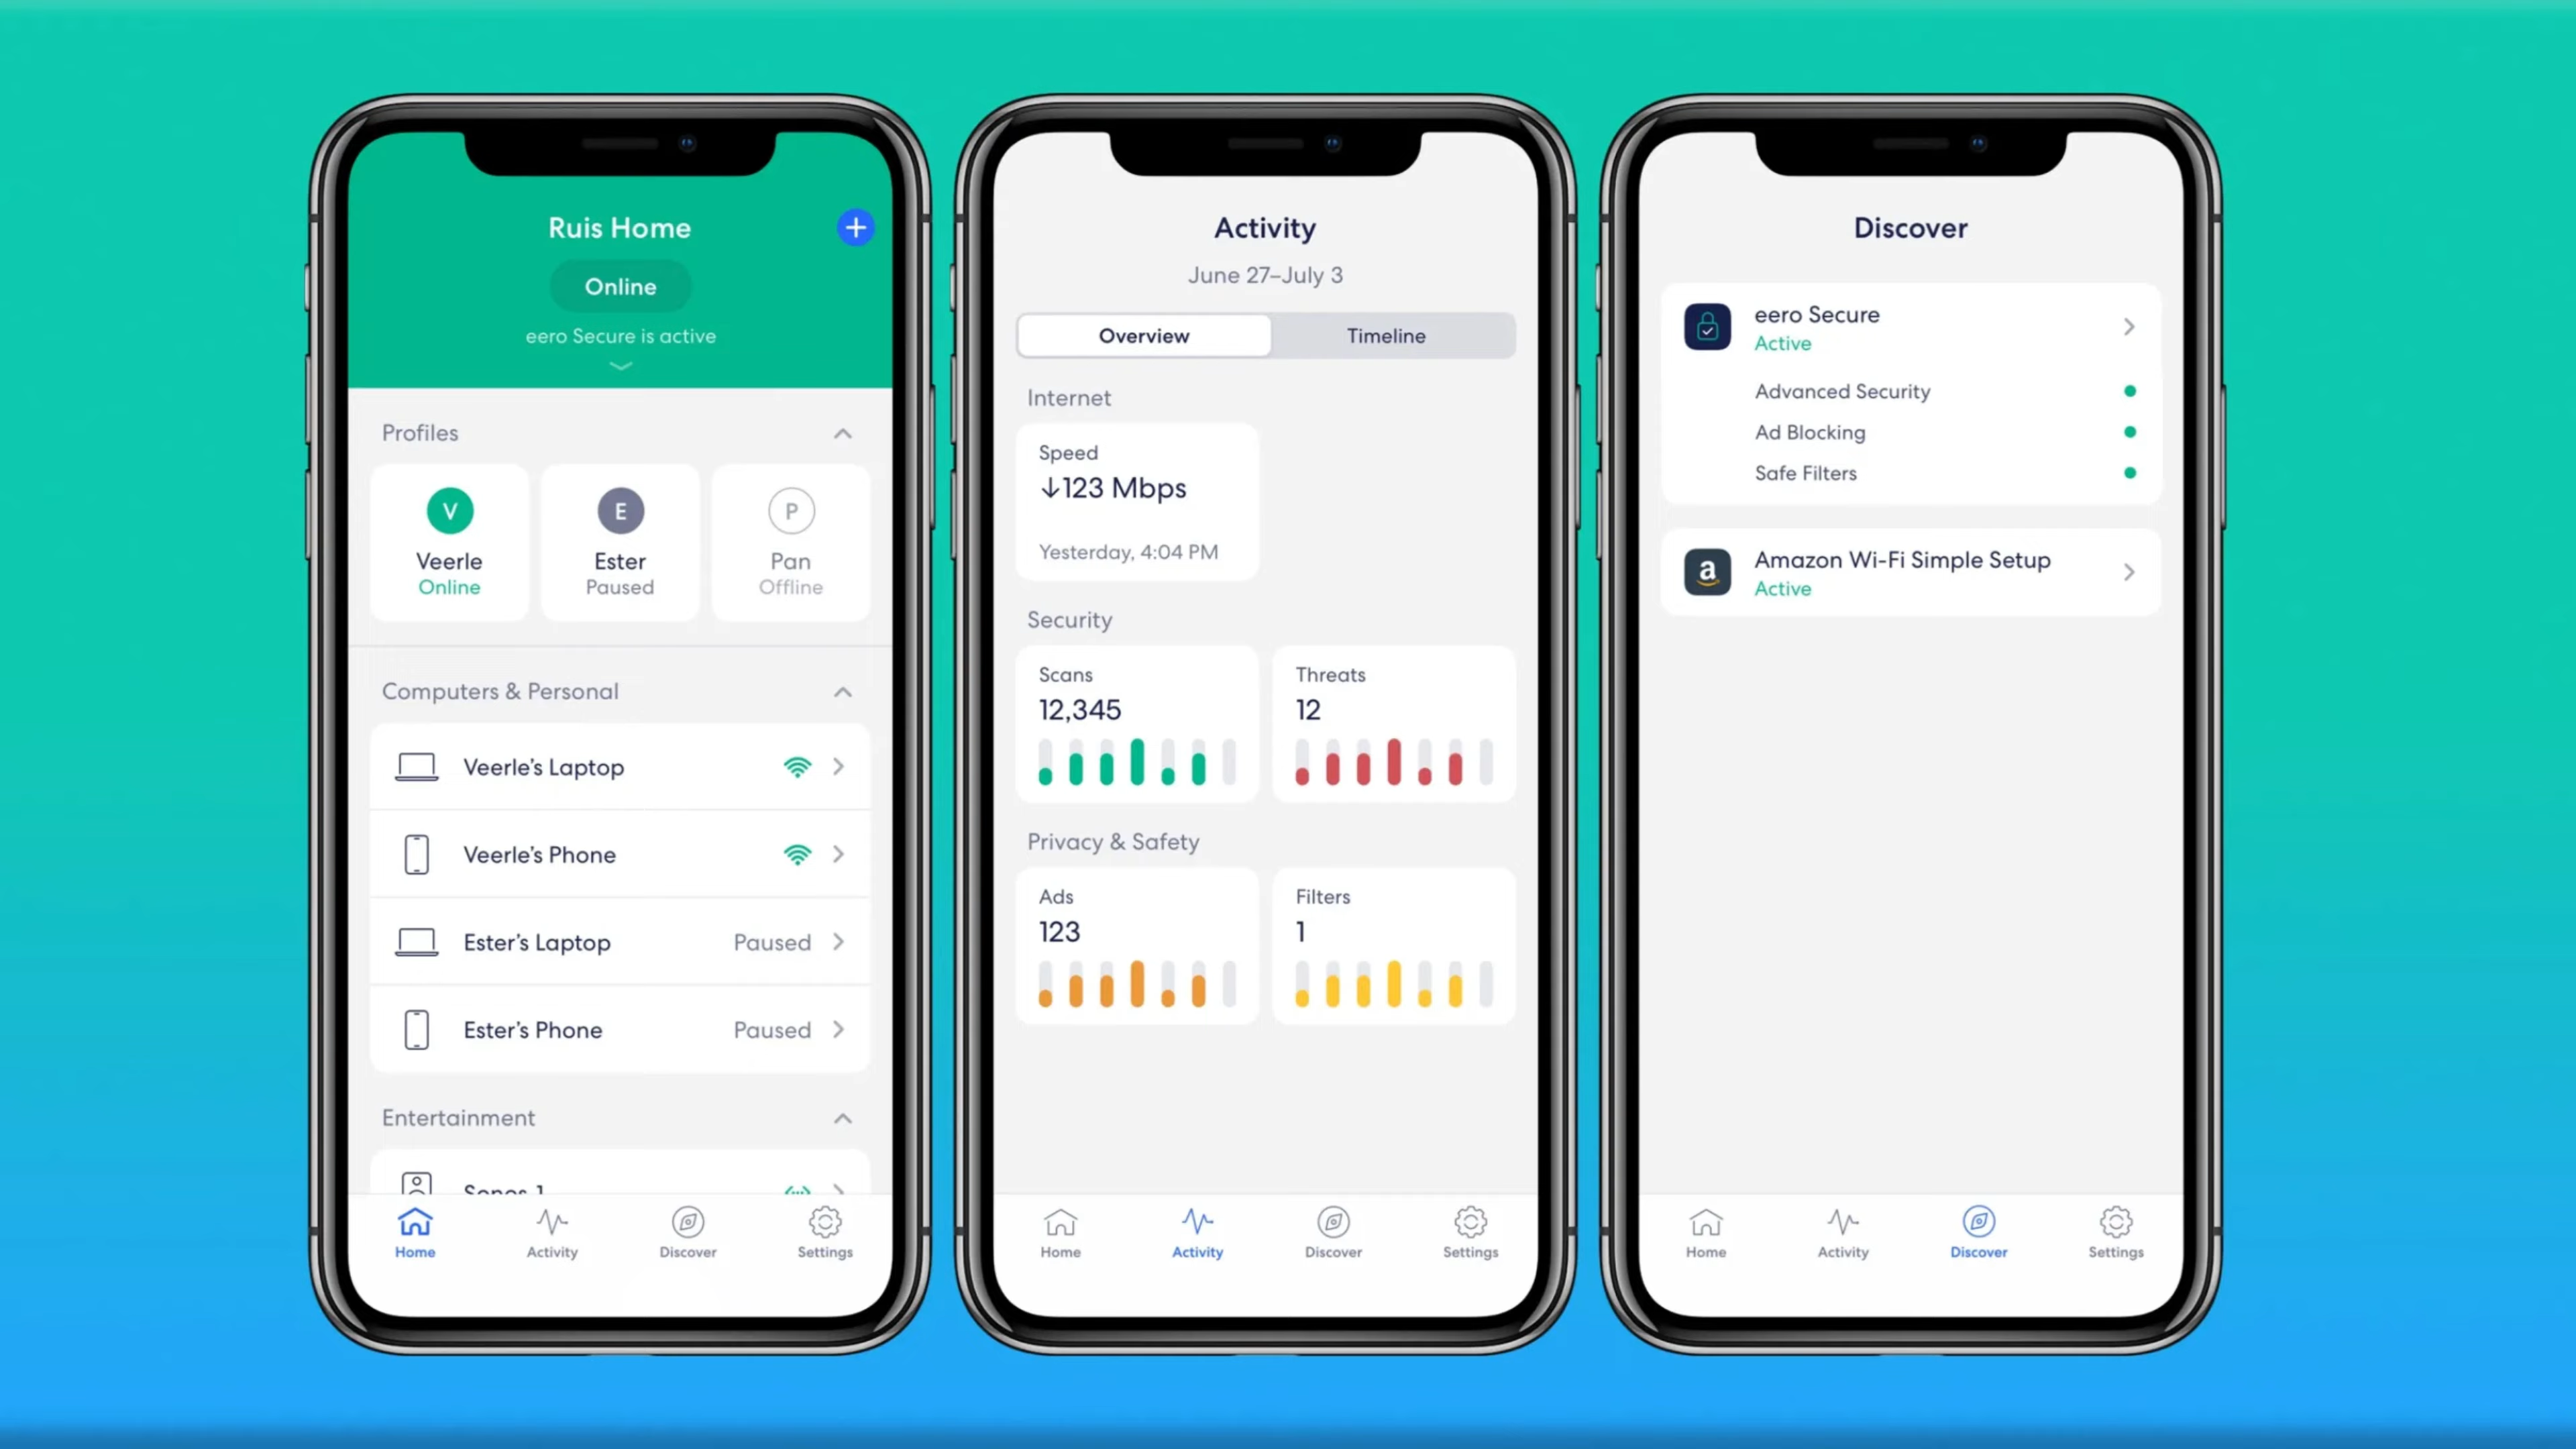 Ruis Home
Online
eero Secure is active
Profiles
V
Veerle
Online
E
Ester
Paused
P
Pan
Offline
Computers & Personal
Veerle’s Laptop
Veerle’s Phone
Ester’s Laptop
Paused
Ester’s Phone
Paused
Entertainment
Sonos 1
Home
Activity
Discover
Settings
Activity
June 27–July 3
Overview
Timeline
Internet
Speed
↓123 Mbps
Yesterday, 4:04 PM
Security
Scans
12,345
Threats
12
Privacy & Safety
Ads
123
Filters
1
Home
Activity
Discover
Settings
Discover
eero Secure
Active
Advanced Security
Ad Blocking
Safe Filters
a
Amazon Wi-Fi Simple Setup
Active
Home
Activity
Discover
Settings